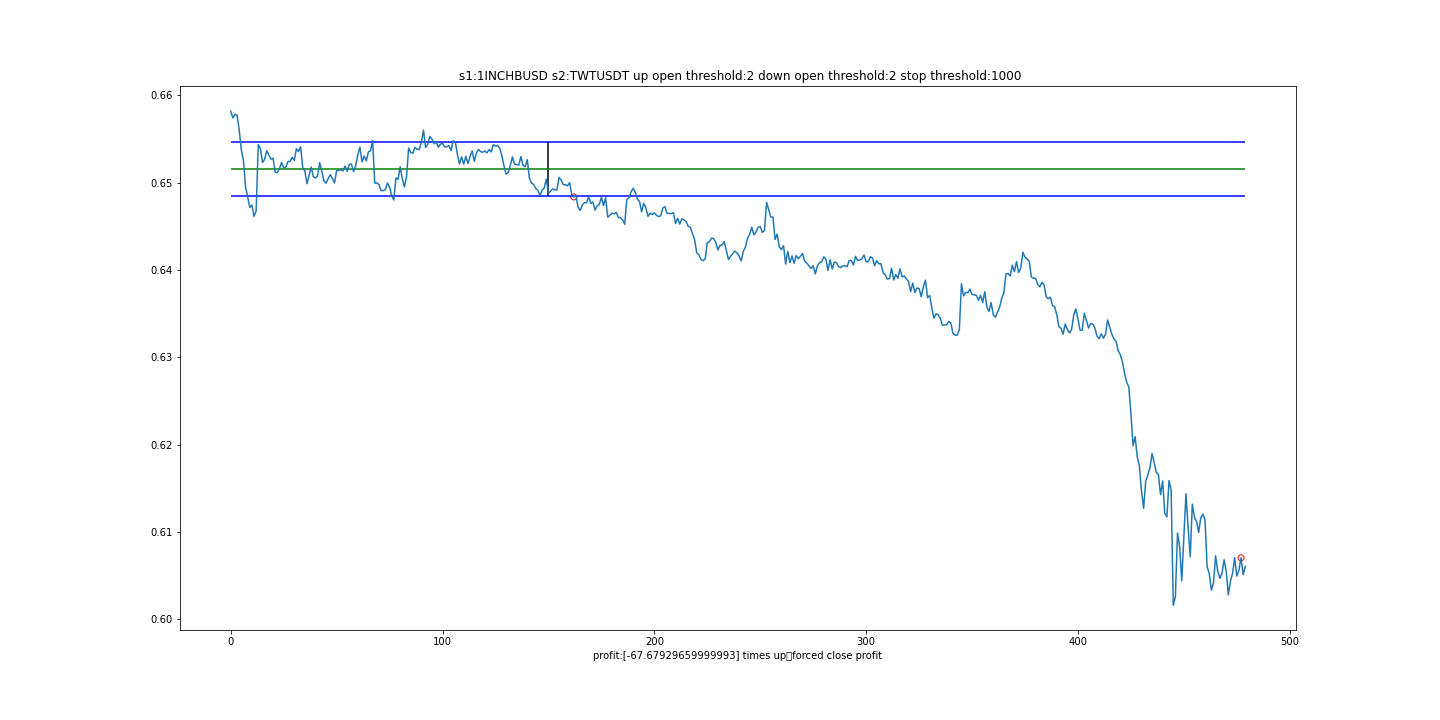 s1:1INCHBUSD s2:TWTUSDT up open threshold:2 down open threshold:2 stop threshold:1000
0.66
0.65
0.64
0.63
0.62
0.61
0.60
0 100 200 300 400 500
profit:[-67.67929659999993] times up▯forced close profit